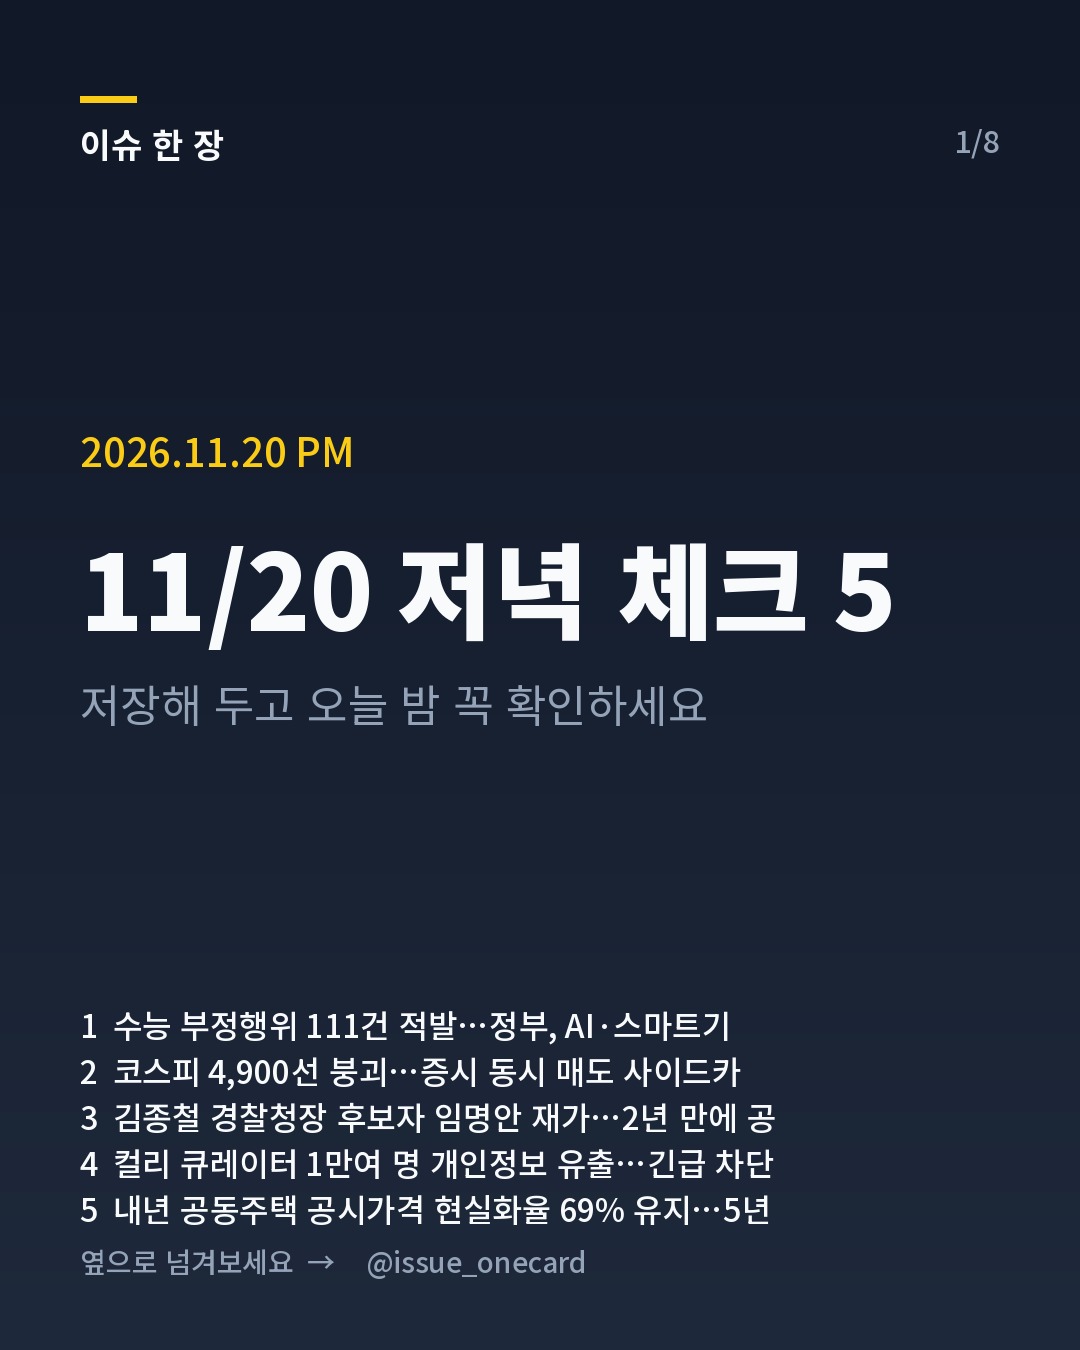 이슈 한 장
1/8
2026.11.20 PM
11/20 저녁 체크 5
저장해 두고 오늘 밤 꼭 확인하세요
1 수능 부정행위 111건 적발…정부, AI·스마트기
2 코스피 4,900선 붕괴…증시 동시 매도 사이드카
3 김종철 경찰청장 후보자 임명안 재가…2년 만에 공
4 컬리 큐레이터 1만여 명 개인정보 유출…긴급 차단
5 내년 공동주택 공시가격 현실화율 69% 유지…5년
옆으로 넘겨보세요 → @issue_onecard